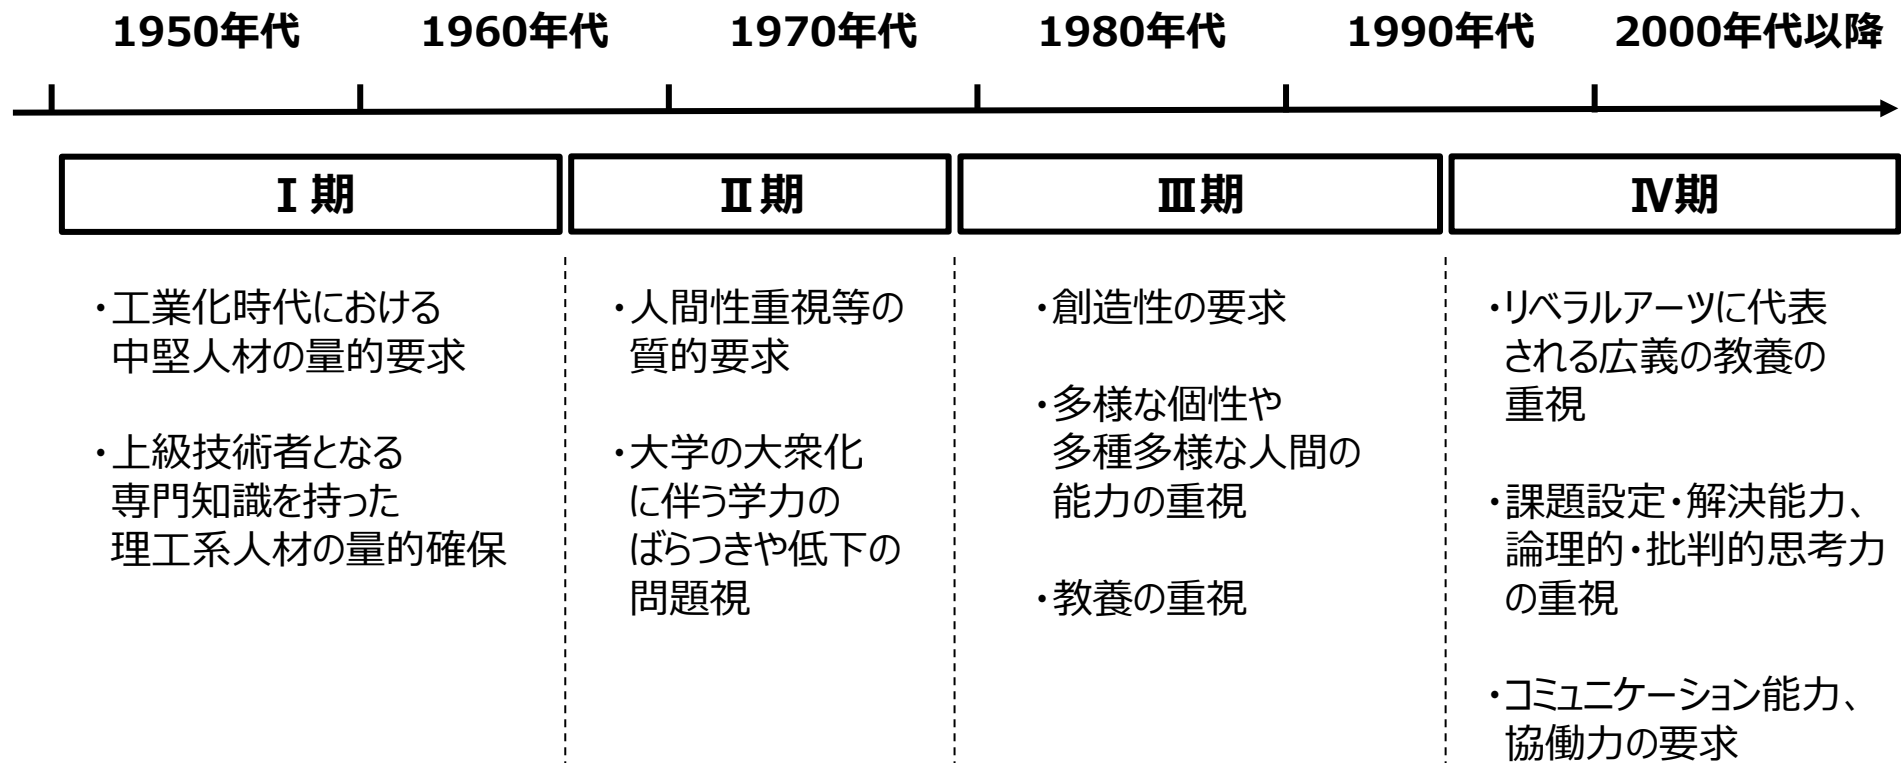 1950年代 1960年代 1970年代 1980年代 1990年代 2000年代以降
Ⅰ期 Ⅱ期 Ⅲ期 Ⅳ期
・工業化時代における
中堅人材の量的要求
・上級技術者となる
専門知識を持った
理工系人材の量的確保
・人間性重視等の
質的要求
・大学の大衆化
に伴う学力の
ばらつきや低下の
問題視
・創造性の要求
・多様な個性や
多種多様な人間の
能力の重視
・教養の重視
・リベラルアーツに代表
される広義の教養の
重視
・課題設定・解決能力、
論理的・批判的思考力
の重視
・コミュニケーション能力、
協働力の要求